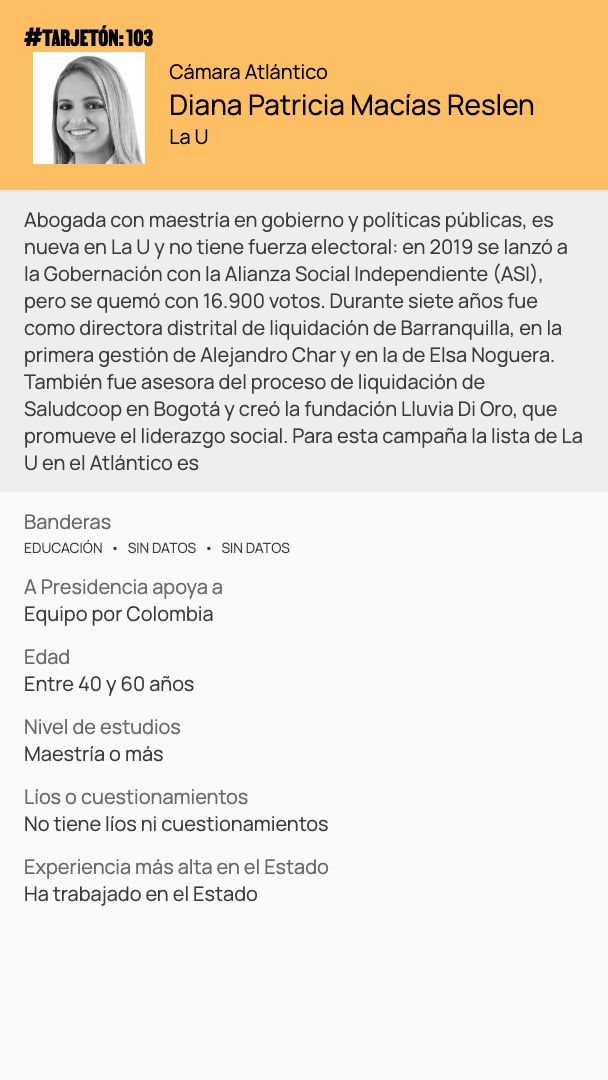 #TARJETÓN: 103
Cámara Atlántico
Diana Patricia Macías Reslen
La U
Abogada con maestría en gobierno y políticas públicas, es
nueva en La U y no tiene fuerza electoral: en 2019 se lanzó a
la Gobernación con la Alianza Social Independiente (ASI),
pero se quemó con 16.900 votos. Durante siete años fue
como directora distrital de liquidación de Barranquilla, en la
primera gestión de Alejandro Char y en la de Elsa Noguera.
También fue asesora del proceso de liquidación de
Saludcoop en Bogotá y creó la fundación Lluvia Di Oro, que
promueve el liderazgo social. Para esta campaña la lista de La
U en el Atlántico es
Banderas
EDUCACIÓN • SIN DATOS • SIN DATOS
A Presidencia apoya a
Equipo por Colombia
Edad
Entre 40 y 60 años
Nivel de estudios
Maestría o más
Líos o cuestionamientos
No tiene líos ni cuestionamientos
Experiencia más alta en el Estado
Ha trabajado en el Estado